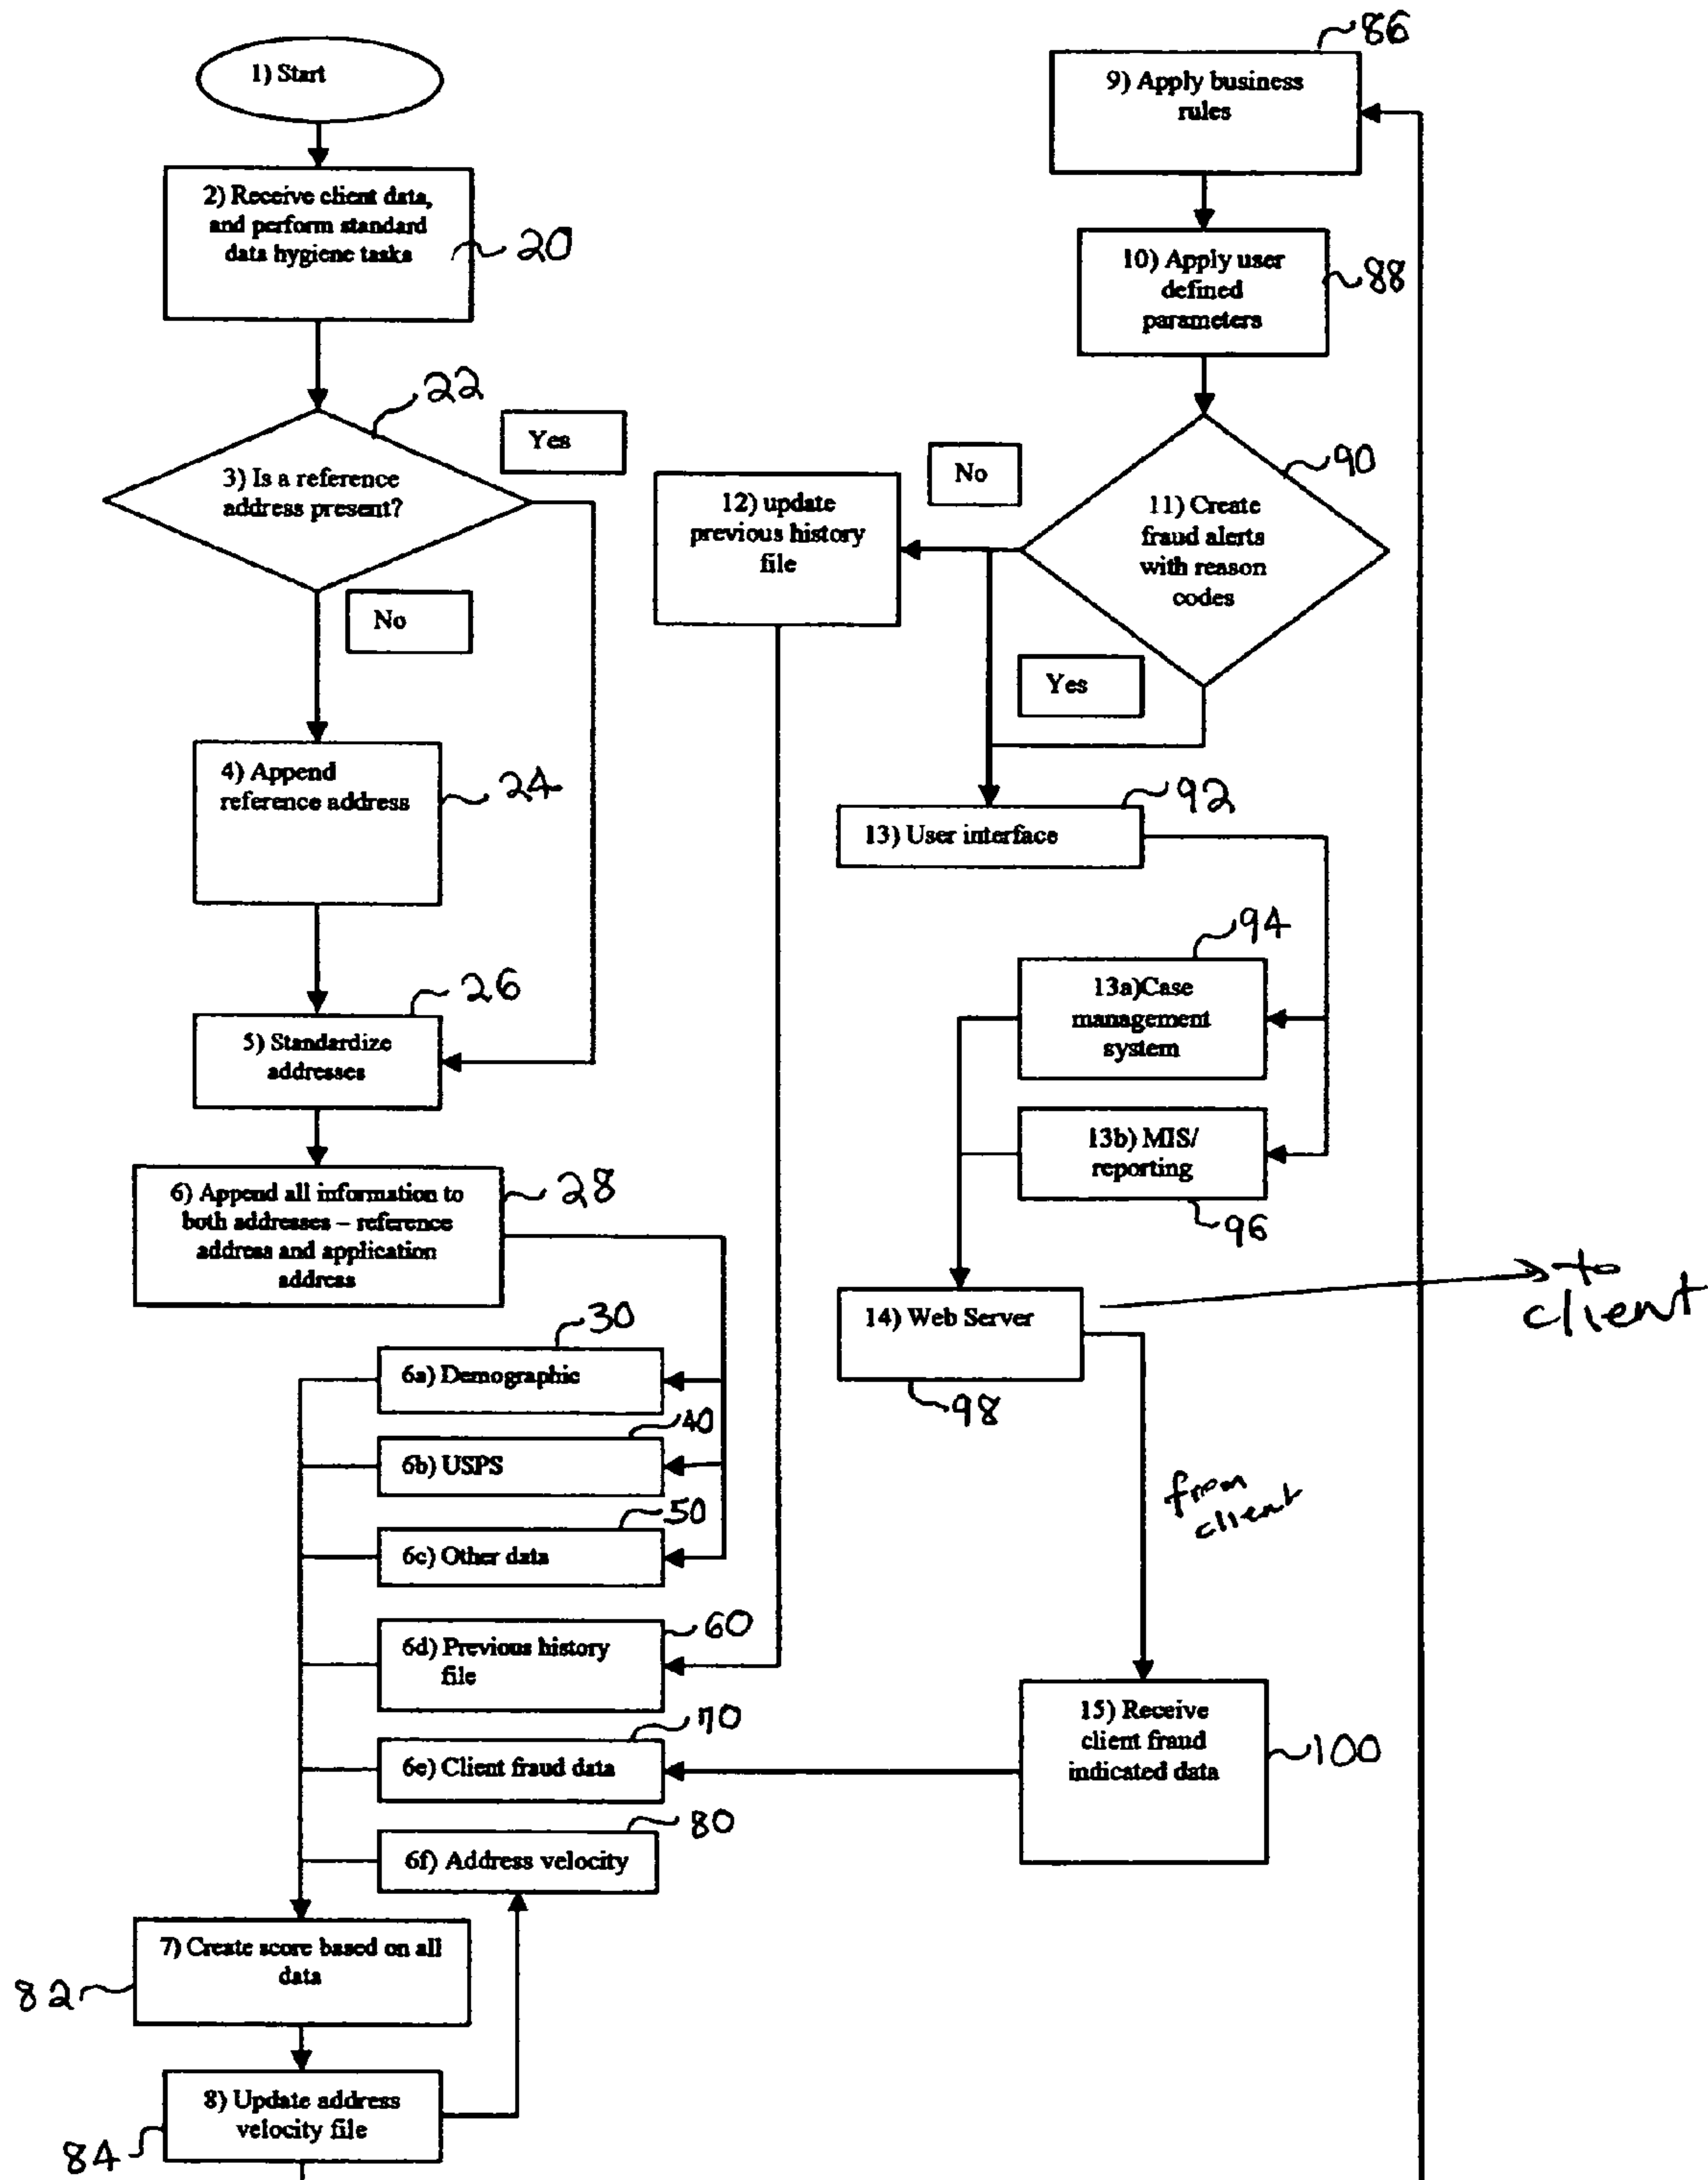 1) Start
2) Receive client data,
and perform standard
data hygiene tasks
20
22
Yes
3) Is a reference
address present?
No
4) Append
reference address
24
26
5) Standardize
addresses
6) Append all information to
both addresses – reference
address and application
address
28
30
6a) Demographic
40
6b) USPS
50
6c) Other data
60
6d) Previous history
file
70
6e) Client fraud data
80
6f) Address velocity
7) Create score based on all
data
82
8) Update address
velocity file
84
86
9) Apply business
rules
10) Apply user
defined
parameters
88
90
No
11) Create
fraud alerts
with reason
codes
12) update
previous history
file
Yes
92
13) User interface
94
13a)Case
management
system
13b) MIS/
reporting
96
14) Web Server
98
to
client
from
client
15) Receive
client fraud
indicated data
100